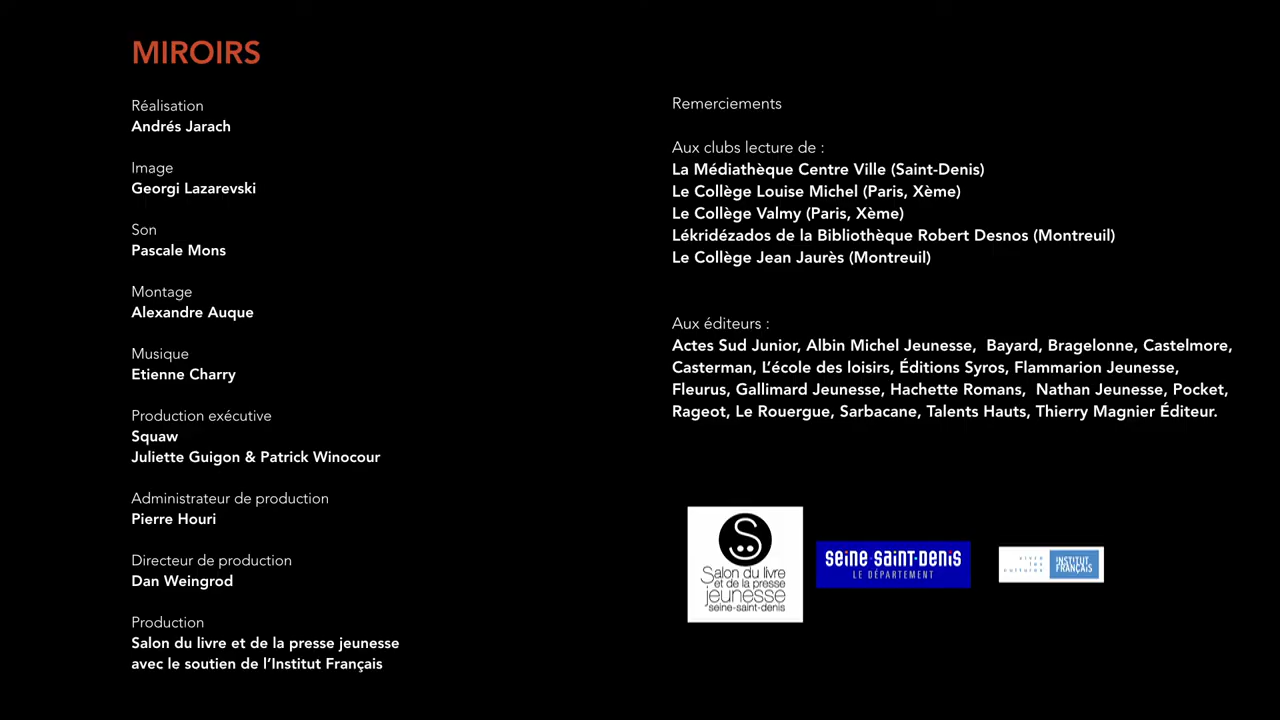 MIROIRS
Réalisation
Andrés Jarach
Image
Georgi Lazarevski
Son
Pascale Mons
Montage
Alexandre Auque
Musique
Etienne Charry
Production exécutive
Squaw
Juliette Guigon & Patrick Winocour
Administrateur de production
Pierre Houri
Directeur de production
Dan Weingrod
Production
Salon du livre et de la presse jeunesse
avec le soutien de l'Institut Français
Remerciements
Aux clubs lecture de :
La Médiathèque Centre Ville (Saint-Denis)
Le Collège Louise Michel (Paris, Xème)
Le Collège Valmy (Paris, Xème)
Lékridézados de la Bibliothèque Robert Desnos (Montreuil)
Le Collège Jean Jaurès (Montreuil)
Aux éditeurs :
Actes Sud Junior, Albin Michel Jeunesse,  Bayard, Bragelonne, Castelmore,
Casterman, L'école des loisirs, Éditions Syros, Flammarion Jeunesse,
Fleurus, Gallimard Jeunesse, Hachette Romans,  Nathan Jeunesse, Pocket,
Rageot, Le Rouergue, Sarbacane, Talents Hauts, Thierry Magnier Éditeur.
Salon du livre
et de la presse
jeunesse
seine-saint-denis
seine-saint-denis
LE DÉPARTEMENT
vivre
les
cultures
INSTITUT
FRANÇAIS